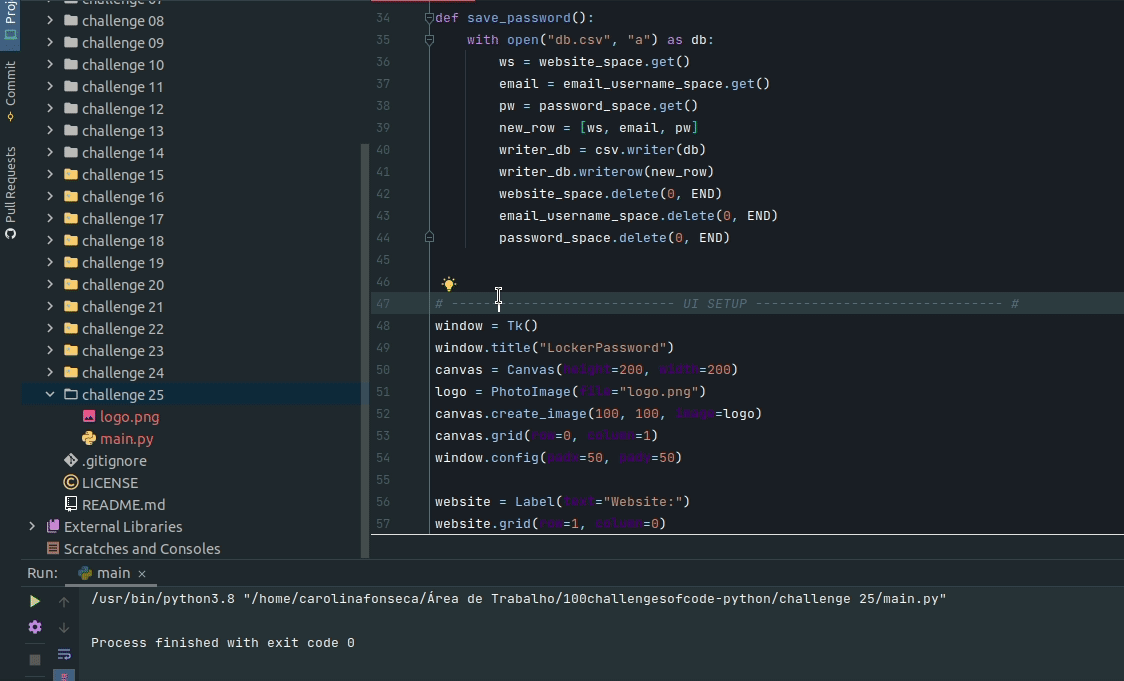 Proj
Commit
Pull Requests
challenge 07
challenge 08
challenge 09
challenge 10
challenge 11
challenge 12
challenge 13
challenge 14
challenge 15
challenge 16
challenge 17
challenge 18
challenge 19
challenge 20
challenge 21
challenge 22
challenge 23
challenge 24
challenge 25
logo.png
main.py
.gitignore
LICENSE
README.md
External Libraries
Scratches and Consoles
34 def save_password():
35 with open("db.csv", "a") as db:
36 ws = website_space.get()
37 email = email_username_space.get()
38 pw = password_space.get()
39 new_row = [ws, email, pw]
40 writer_db = csv.writer(db)
41 writer_db.writerow(new_row)
42 website_space.delete(0, END)
43 email_username_space.delete(0, END)
44 password_space.delete(0, END)
45
46
47 # ---------------------------- UI SETUP ------------------------------- #
48 window = Tk()
49 window.title("LockerPassword")
50 canvas = Canvas(height=200, width=200)
51 logo = PhotoImage(file="logo.png")
52 canvas.create_image(100, 100, image=logo)
53 canvas.grid(row=0, column=1)
54 window.config(padx=50, pady=50)
55
56 website = Label(text="Website:")
57 website.grid(row=1, column=0)
Run: main ×
/usr/bin/python3.8 "/home/carolinafonseca/Área de Trabalho/100challengesofcode-python/challenge 25/main.py"
Process finished with exit code 0